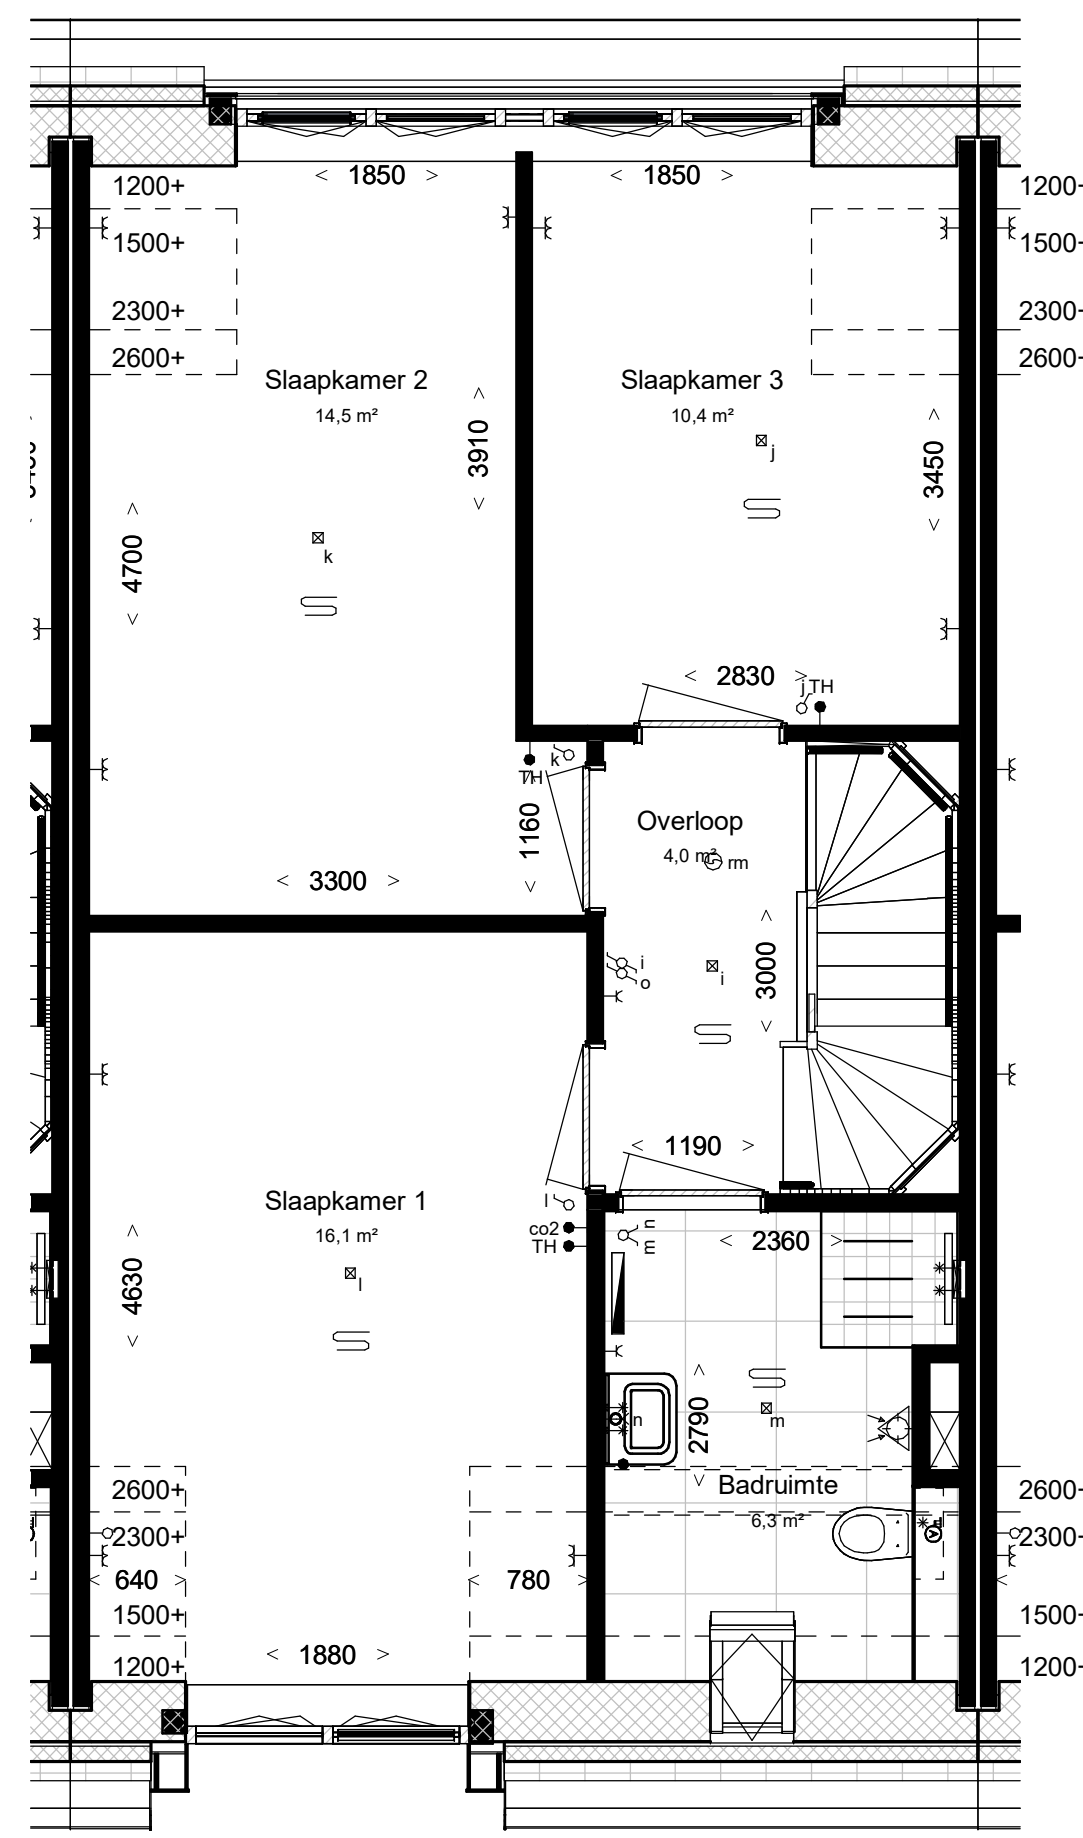 < 1850 >
< 1850 >
1200+
1200+
1500+
1500+
2300+
2300+
2600+
2600+
Slaapkamer 2
14,5 m²
Slaapkamer 3
10,4 m²
< 3910 >
< 3450 >
j
< 4700 >
k
< 2830 >
j TH
k
TH
< 1160 >
Overloop
4,0 m²
rm
< 3300 >
i
o
i
< 3000 >
< 1190 >
Slaapkamer 1
16,1 m²
l
co2
TH
n
m
< 2360 >
l
< 4630 >
n
< 2790 >
m
Badruimte
6,3 m²
2600+
2600+
2300+
2300+
< 640 >
< 780 >
1500+
1500+
< 1880 >
1200+
1200+